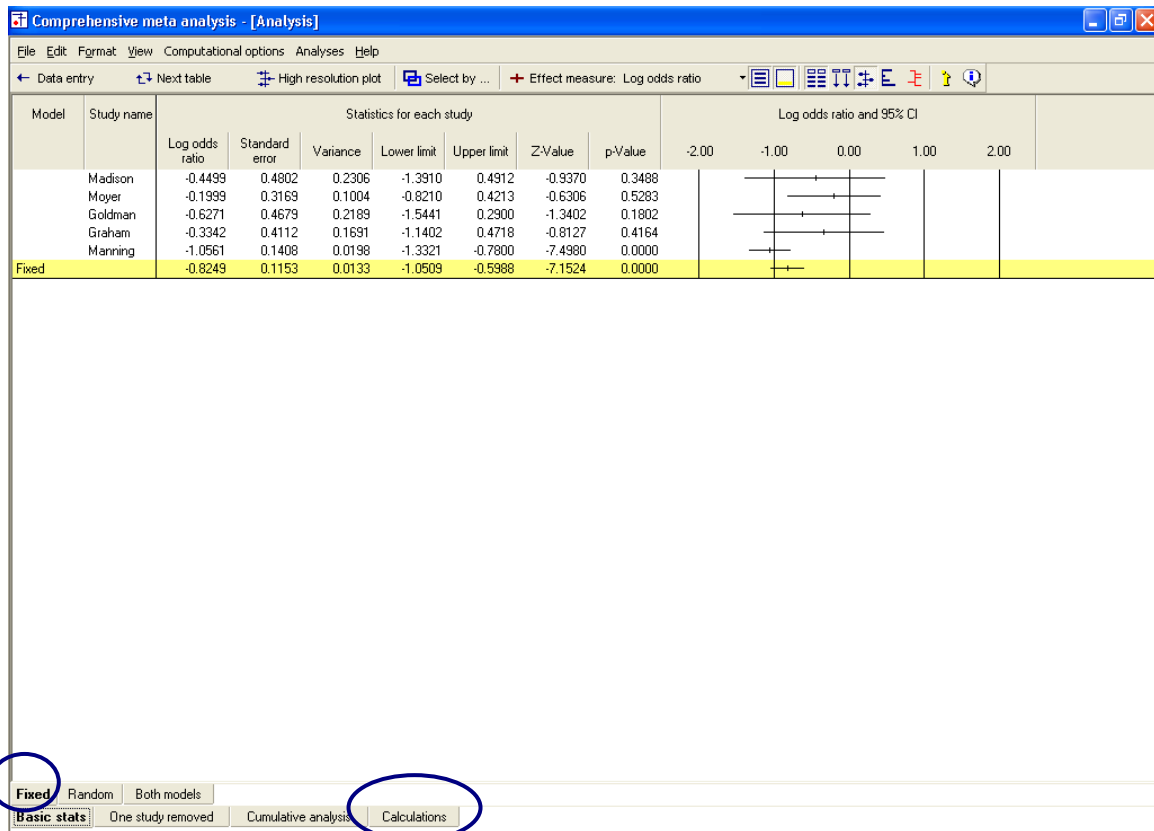 Comprehensive meta analysis - [Analysis]
File Edit Format View Computational options Analyses Help
← Data entry Next table High resolution plot Select by ... + Effect measure: Log odds ratio
Model Study name Statistics for each study Log odds ratio and 95% CI
Log odds ratio Standard error Variance Lower limit Upper limit Z-Value p-Value -2.00 -1.00 0.00 1.00 2.00
Madison -0.4499 0.4802 0.2306 -1.3910 0.4912 -0.9370 0.3488
Moyer -0.1999 0.3169 0.1004 -0.8210 0.4213 -0.6306 0.5283
Goldman -0.6271 0.4679 0.2189 -1.5441 0.2900 -1.3402 0.1802
Graham -0.3342 0.4112 0.1691 -1.1402 0.4718 -0.8127 0.4164
Manning -1.0561 0.1408 0.0198 -1.3321 -0.7800 -7.4980 0.0000
Fixed -0.8249 0.1153 0.0133 -1.0509 -0.5988 -7.1524 0.0000
Fixed Random Both models
Basic stats One study removed Cumulative analysis Calculations